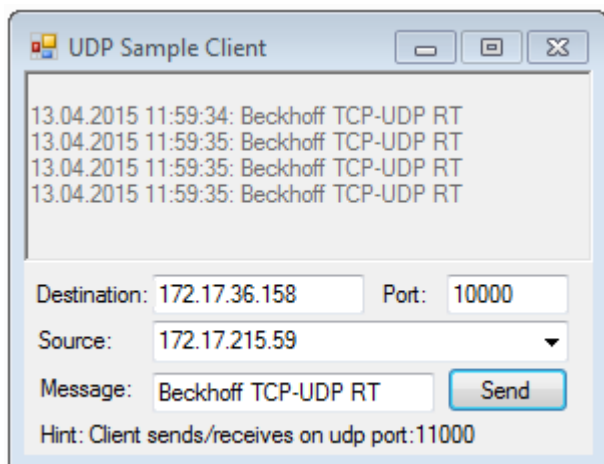 UDP Sample Client
13.04.2015 11:59:34: Beckhoff TCP-UDP RT
13.04.2015 11:59:35: Beckhoff TCP-UDP RT
13.04.2015 11:59:35: Beckhoff TCP-UDP RT
13.04.2015 11:59:35: Beckhoff TCP-UDP RT
Destination: 172.17.36.158 Port: 10000
Source: 172.17.215.59
Message: Beckhoff TCP-UDP RT Send
Hint: Client sends/receives on udp port:11000